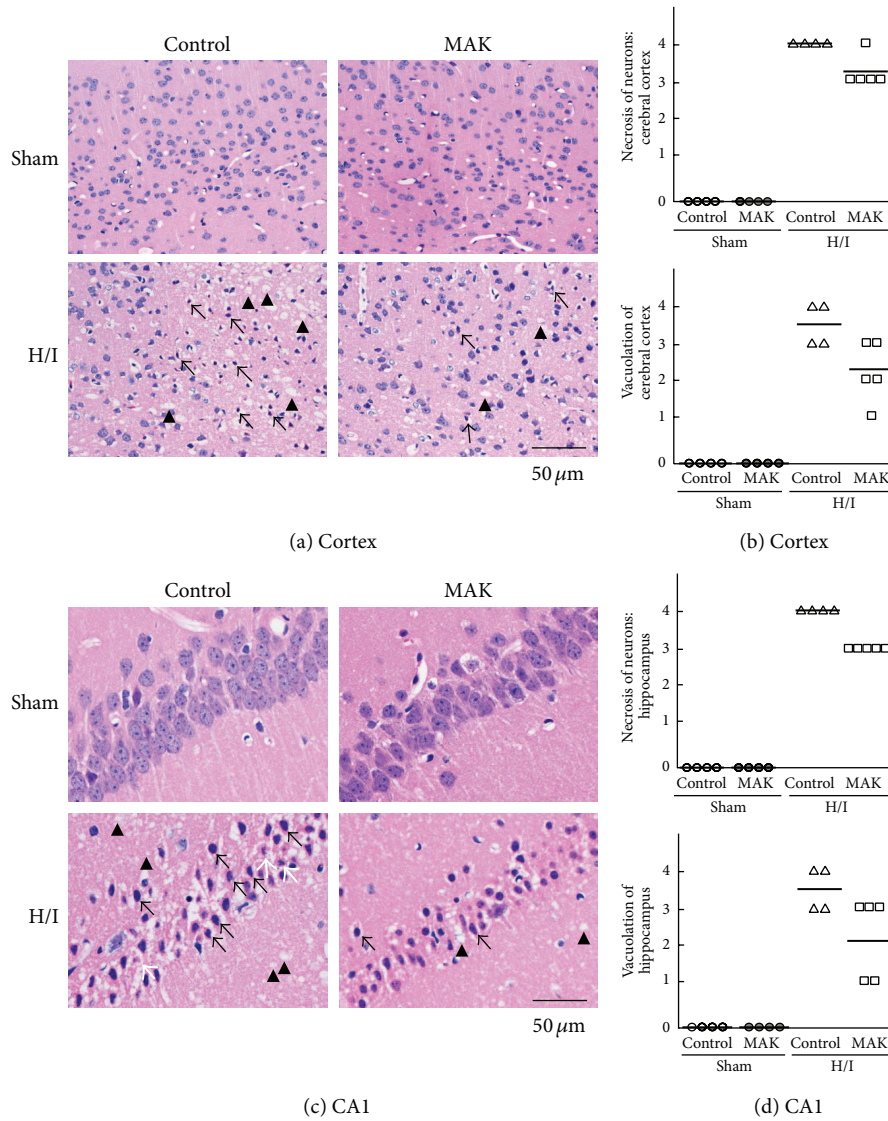 Control MAK
Sham
H/I
50 μm
(a) Cortex
Necrosis of neurons:
cerebral cortex
4
3
2
1
0
Control MAK Control MAK
Sham H/I
Vacuolation of
cerebral cortex
4
3
2
1
0
Control MAK Control MAK
Sham H/I
(b) Cortex
Control MAK
Sham
H/I
50 μm
(c) CA1
Necrosis of neurons:
hippocampus
4
3
2
1
0
Control MAK Control MAK
Sham H/I
Vacuolation of
hippocampus
4
3
2
1
0
Control MAK Control MAK
Sham H/I
(d) CA1